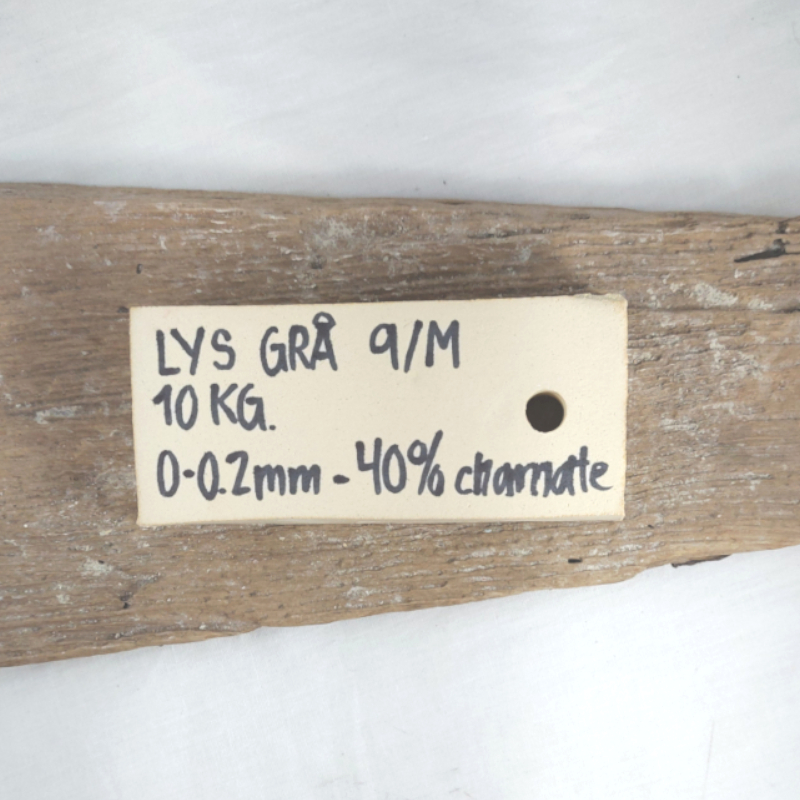 LYS GRÅ 9/M
10 KG.
0-0.2mm - 40% chamotte